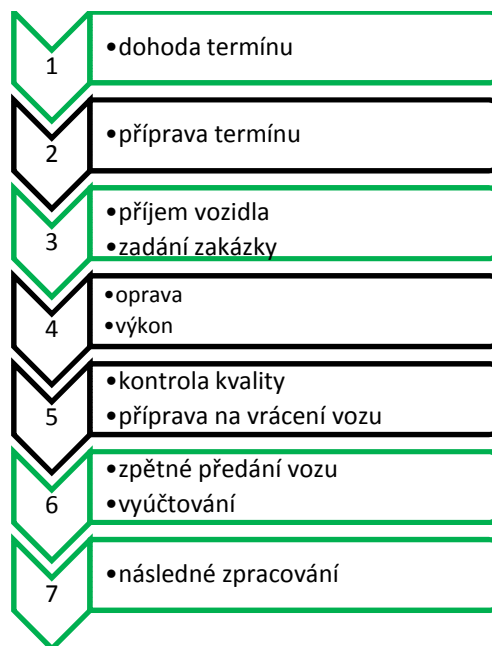 1
•dohoda termínu
2
•příprava termínu
3
•příjem vozidla
•zadání zakázky
4
•oprava
•výkon
5
•kontrola kvality
•příprava na vrácení vozu
6
•zpětné předání vozu
•vyúčtování
7
•následné zpracování